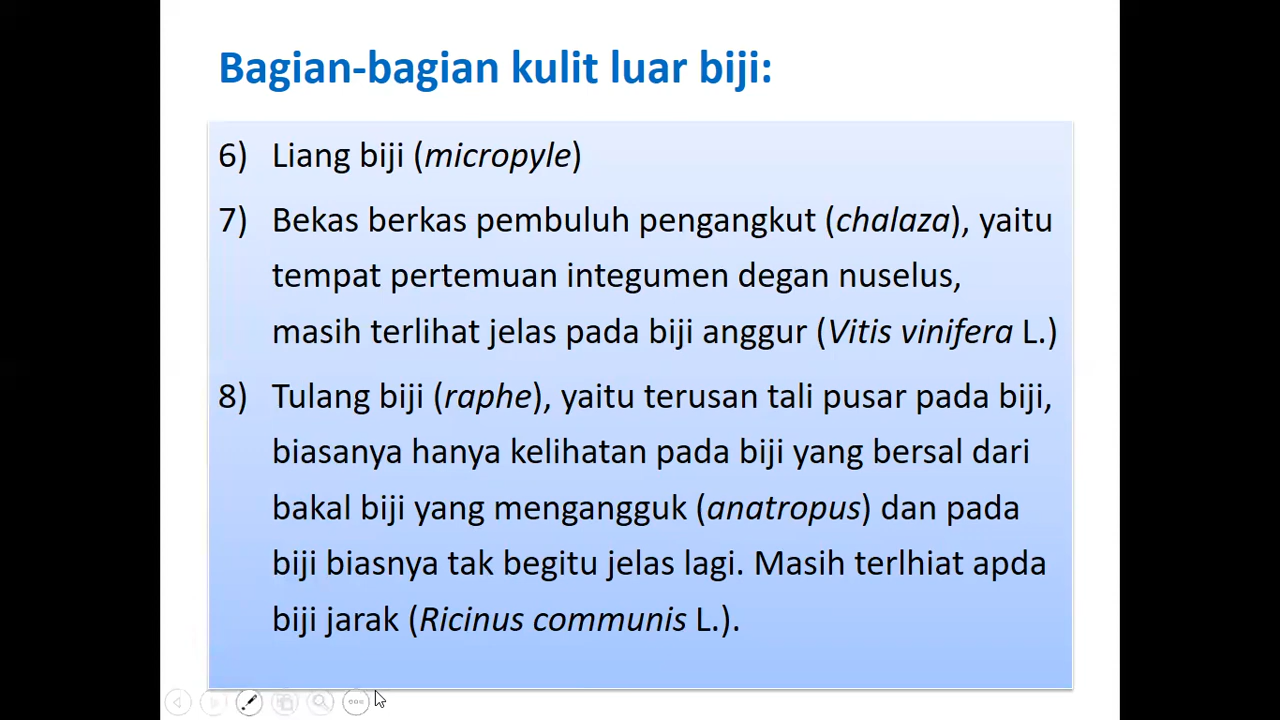 Bagian-bagian kulit luar biji:
6) Liang biji (micropyle)
7) Bekas berkas pembuluh pengangkut (chalaza), yaitu
tempat pertemuan integumen degan nuselus,
masih terlihat jelas pada biji anggur (Vitis vinifera L.)
8) Tulang biji (raphe), yaitu terusan tali pusar pada biji,
biasanya hanya kelihatan pada biji yang bersal dari
bakal biji yang mengangguk (anatropus) dan pada
biji biasnya tak begitu jelas lagi. Masih terlhiat apda
biji jarak (Ricinus communis L.).